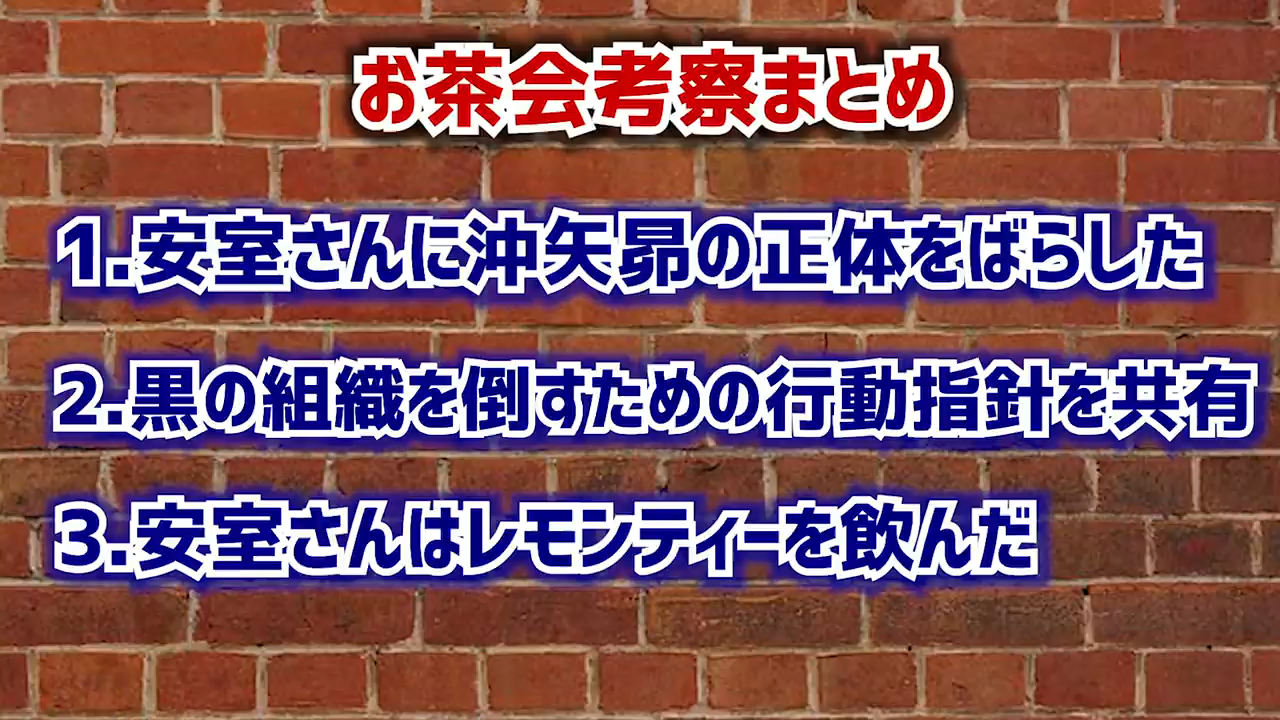 お茶会考察まとめ
1.安室さんに沖矢昴の正体をばらした
2.黒の組織を倒すための行動指針を共有
3.安室さんはレモンティーを飲んだ